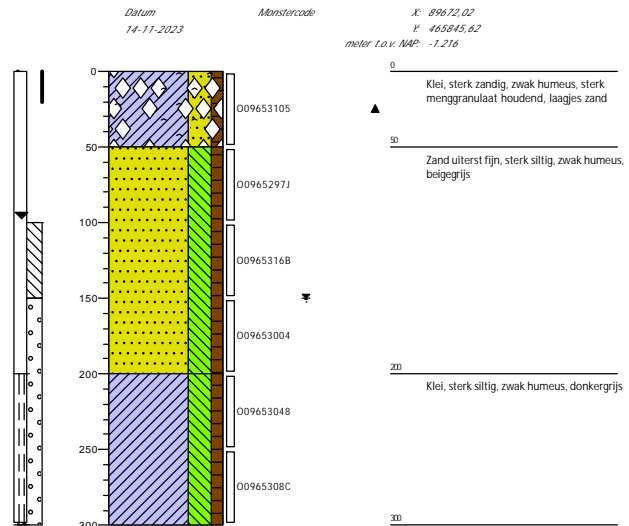 Datum
Monstercode
X: 89672,02
14-11-2023
Y: 465845,62
meter t.o.v. NAP: -1.216
0
0
Klei, sterk zandig, zwak humeus, sterk
menggranulaat houdend, laagjes zand
O0965310S
50
50
Zand uiterst fijn, sterk siltig, zwak humeus,
beigegrijs
O0965297J
100
O0965316B
150
O09653004
200
200
Klei, sterk siltig, zwak humeus, donkergrijs
O0965304B
250
O0965308C
300
300